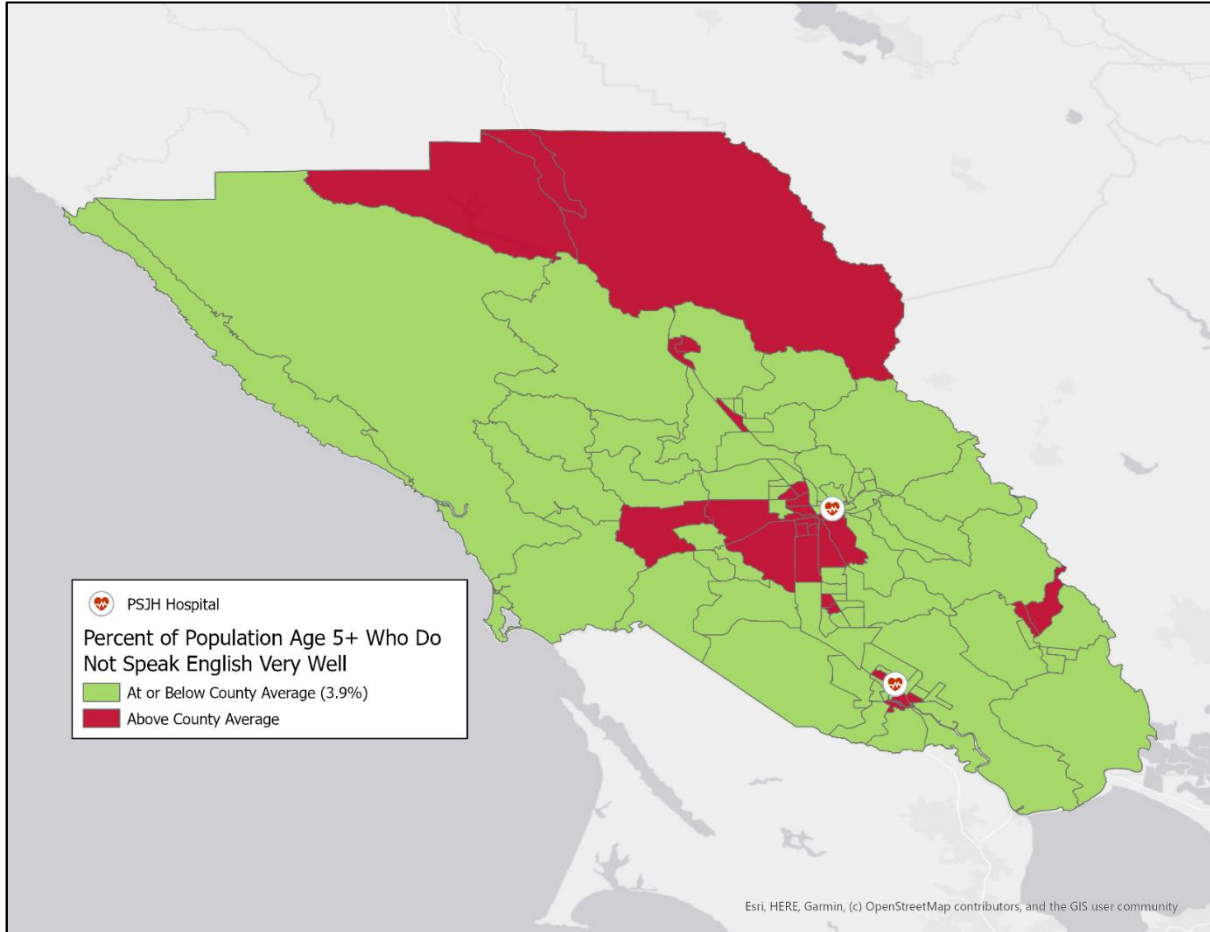 PSJH Hospital
Percent of Population Age 5+ Who Do
Not Speak English Very Well
At or Below County Average (3.9%)
Above County Average
Esri, HERE, Garmin, (c) OpenStreetMap contributors, and the GIS user community